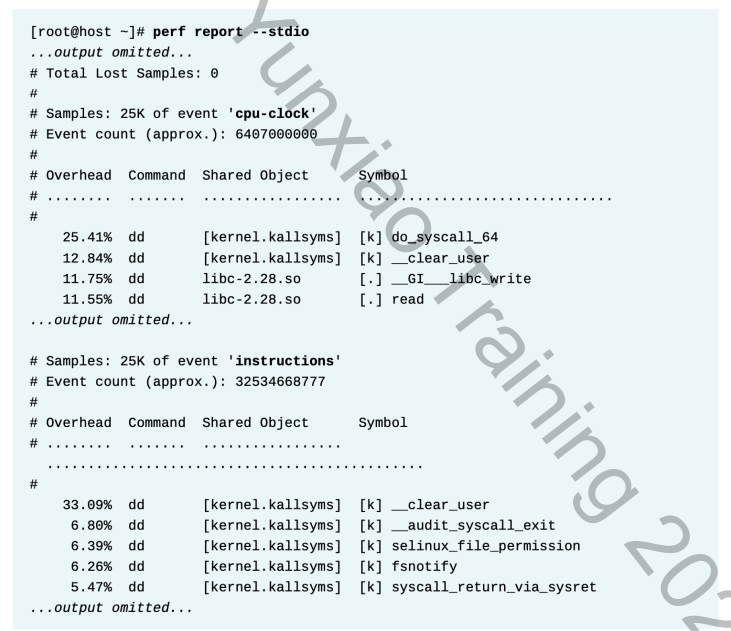 [root@host ~]# perf report --stdio
...output omitted...
# Total Lost Samples: 0
#
# Samples: 25K of event 'cpu-clock'
# Event count (approx.): 6407000000
#
# Overhead  Command  Shared Object      Symbol
# ........  .......  .................  ...............................
#
    25.41%  dd       [kernel.kallsyms]  [k] do_syscall_64
    12.84%  dd       [kernel.kallsyms]  [k] __clear_user
    11.75%  dd       libc-2.28.so       [.] __GI___libc_write
    11.55%  dd       libc-2.28.so       [.] read
...output omitted...
# Samples: 25K of event 'instructions'
# Event count (approx.): 32534668777
#
# Overhead  Command  Shared Object      Symbol
# ........  .......  .................
  ..............................................
#
    33.09%  dd       [kernel.kallsyms]  [k] __clear_user
     6.80%  dd       [kernel.kallsyms]  [k] __audit_syscall_exit
     6.39%  dd       [kernel.kallsyms]  [k] selinux_file_permission
     6.26%  dd       [kernel.kallsyms]  [k] fsnotify
     5.47%  dd       [kernel.kallsyms]  [k] syscall_return_via_sysret
...output omitted...
Yunxiao Training 202